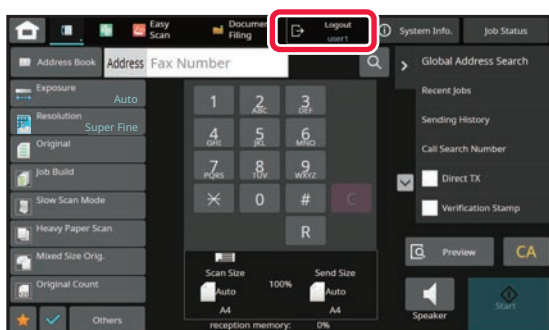 Easy
Scan
Document
Filing
Logout
user1
System Info.
Job Status
Address Book
Address
Fax Number
Global Address Search
Exposure
Auto
Resolution
Super Fine
Original
Job Build
Slow Scan Mode
Heavy Paper Scan
Mixed Size Orig.
Original Count
Others
1
2 ABC
3 DEF
4 GHI
5 JKL
6 MNO
7 PQRS
8 TUV
9 WXYZ
0
#
C
R
Recent Jobs
Sending History
Call Search Number
Direct TX
Verification Stamp
Preview
CA
Scan Size
Send Size
Auto
100%
Auto
A4
A4
reception memory: 0%
Speaker
Start